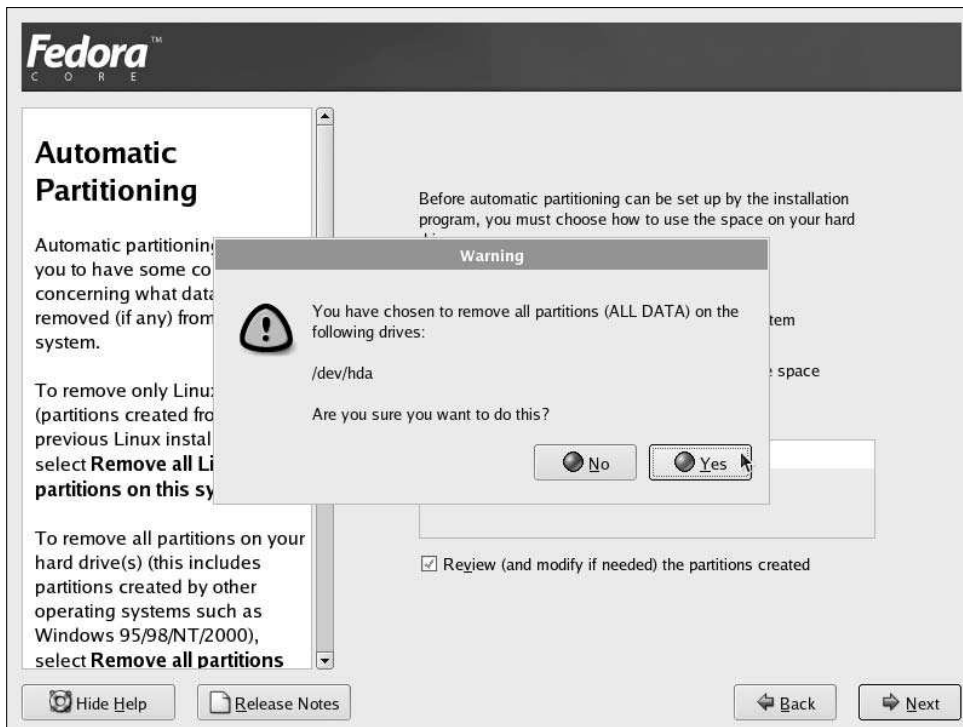 Fedora™
CORE
Automatic
Partitioning
Automatic partitioning
you to have some co
concerning what data
removed (if any) from
system.
To remove only Linux
(partitions created fro
previous Linux instal
select Remove all Li
partitions on this sy
To remove all partitions on your
hard drive(s) (this includes
partitions created by other
operating systems such as
Windows 95/98/NT/2000),
select Remove all partitions
Before automatic partitioning can be set up by the installation
program, you must choose how to use the space on your hard
tem
space
Warning
You have chosen to remove all partitions (ALL DATA) on the
following drives:
/dev/hda
Are you sure you want to do this?
No
Yes
Review (and modify if needed) the partitions created
Hide Help
Release Notes
Back
Next